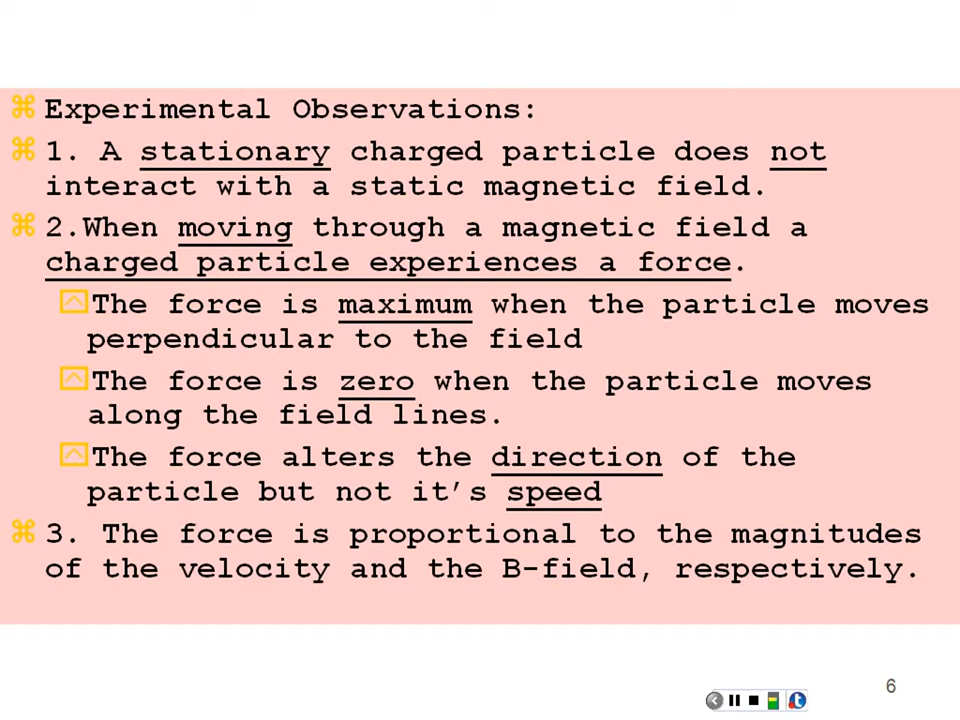 Experimental Observations:
1. A stationary charged particle does not
interact with a static magnetic field.
2.When moving through a magnetic field a
charged particle experiences a force.
The force is maximum when the particle moves
perpendicular to the field
The force is zero when the particle moves
along the field lines.
The force alters the direction of the
particle but not it’s speed
3. The force is proportional to the magnitudes
of the velocity and the B-field, respectively.
6